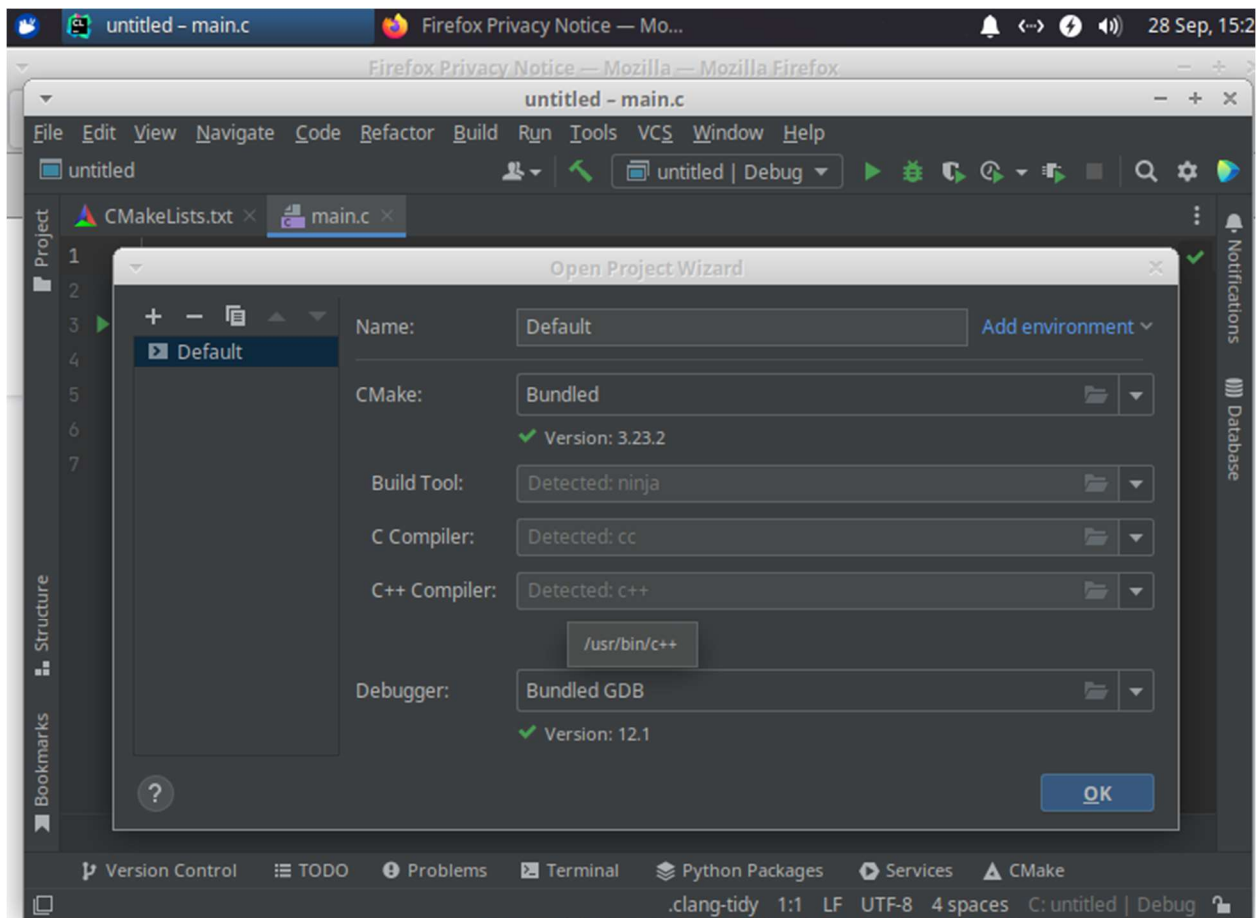 untitled – main.c
Firefox Privacy Notice — Mo...
28 Sep, 15:2
Firefox Privacy Notice — Mozilla — Mozilla Firefox
untitled – main.c
File Edit View Navigate Code Refactor Build Run Tools VCS Window Help
untitled
untitled | Debug
Project
CMakeLists.txt
main.c
Notifications
Database
Structure
Bookmarks
1
2
3
4
5
6
7
Open Project Wizard
Default
Name: Default Add environment
CMake: Bundled
Version: 3.23.2
Build Tool: Detected: ninja
C Compiler: Detected: cc
C++ Compiler: Detected: c++
/usr/bin/c++
Debugger: Bundled GDB
Version: 12.1
?
OK
Version Control TODO Problems Terminal Python Packages Services CMake
.clang-tidy 1:1 LF UTF-8 4 spaces C: untitled | Debug